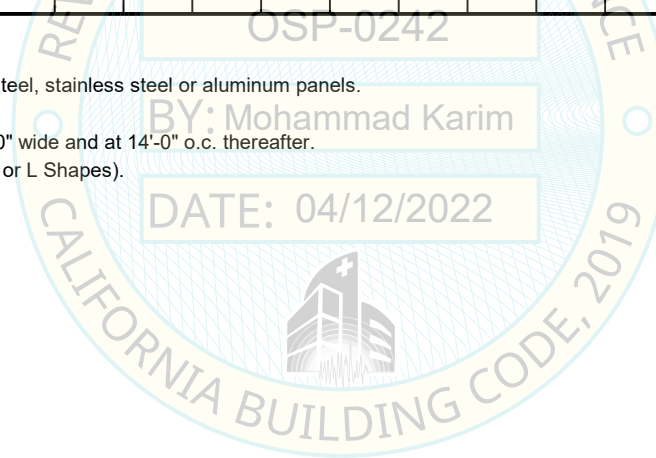 OSP-0242
teel, stainless steel or aluminum panels.
BY: Mohammad Karim
0" wide and at 14'-0" o.c. thereafter.
or L Shapes).
DATE: 04/12/2022
CALIFORNIA BUILDING CODE, 2019